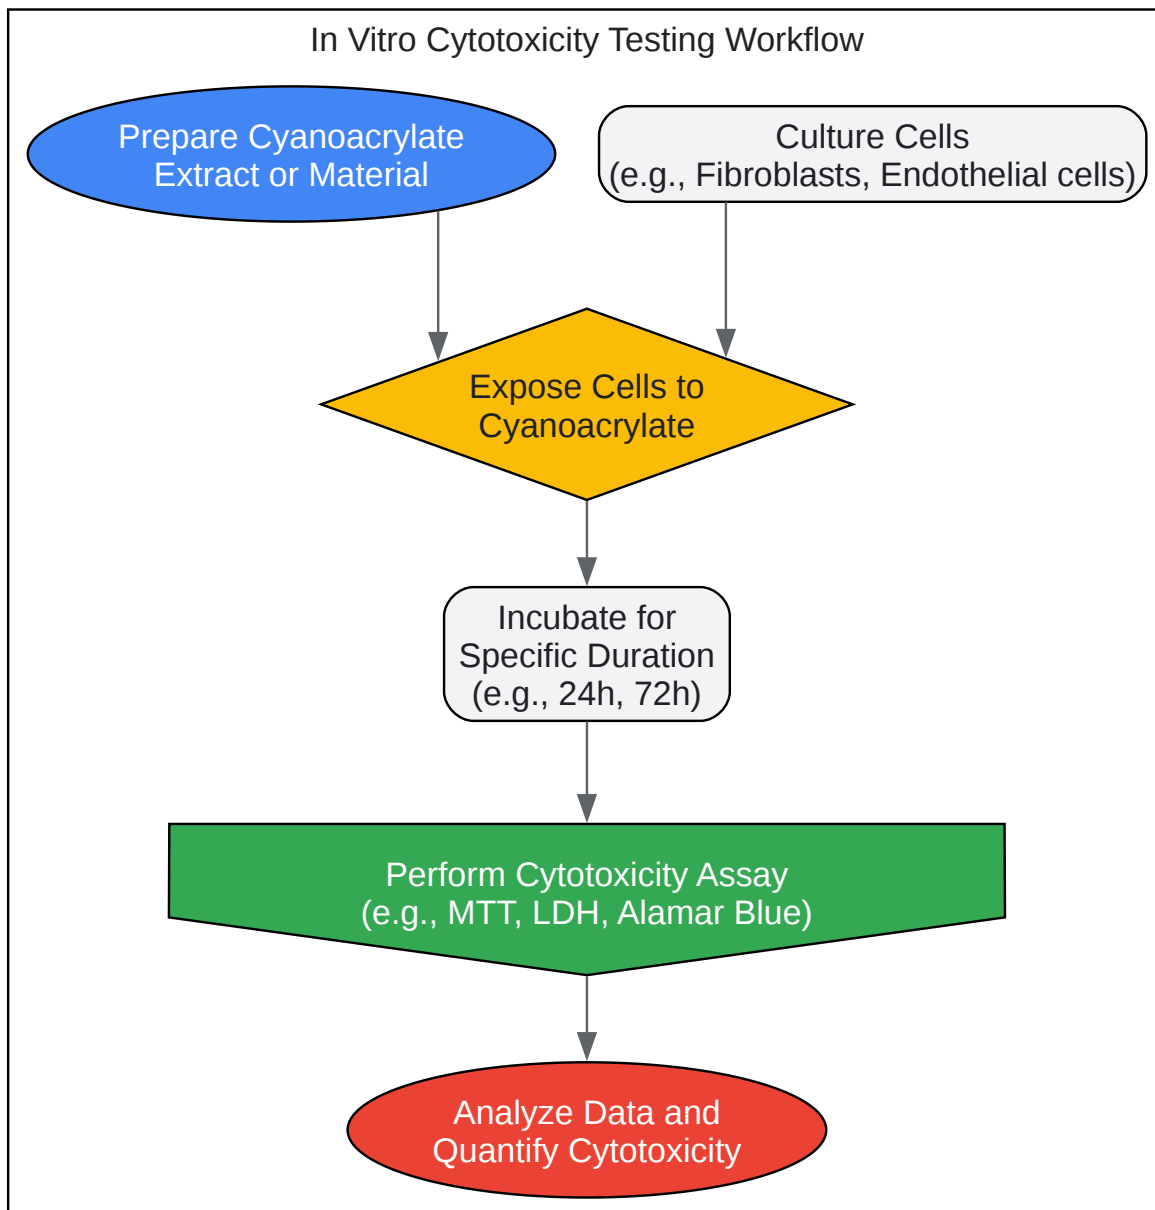 In Vitro Cytotoxicity Testing Workflow
Prepare Cyanoacrylate
Extract or Material
Culture Cells
(e.g., Fibroblasts, Endothelial cells)
Expose Cells to
Cyanoacrylate
Incubate for
Specific Duration
(e.g., 24h, 72h)
Perform Cytotoxicity Assay
(e.g., MTT, LDH, Alamar Blue)
Analyze Data and
Quantify Cytotoxicity